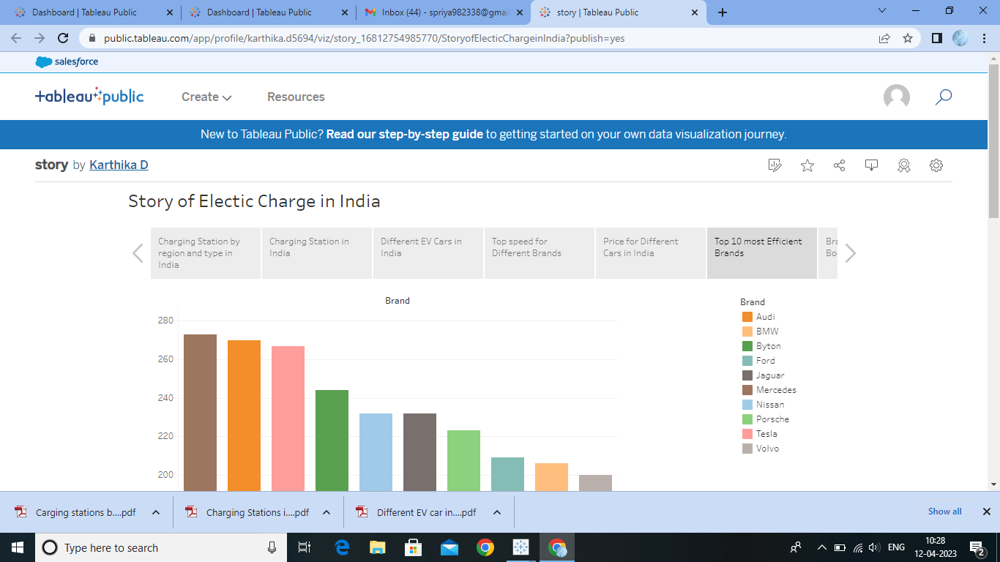 Dashboard | Tableau Public
Dashboard | Tableau Public
Inbox (44) - spriya982338@gmai
story | Tableau Public
public.tableau.com/app/profile/karthika.d5694/viz/story_16812754985770/StoryofElecticChargeinIndia?publish=yes
salesforce
+ableau+public
Create
Resources
New to Tableau Public? Read our step-by-step guide to getting started on your own data visualization journey.
story by Karthika D
Story of Electic Charge in India
Charging Station by
region and type in
India
Charging Station in
India
Different EV Cars in
India
Top speed for
Different Brands
Price for Different
Cars in India
Top 10 most Efficient
Brands
Bra
Bo
Brand
280
260
240
220
200
Brand
Audi
BMW
Byton
Ford
Jaguar
Mercedes
Nissan
Porsche
Tesla
Volvo
Carging stations b....pdf
Charging Stations i....pdf
Different EV car in....pdf
Show all
Type here to search
ENG
10:28
12-04-2023
2